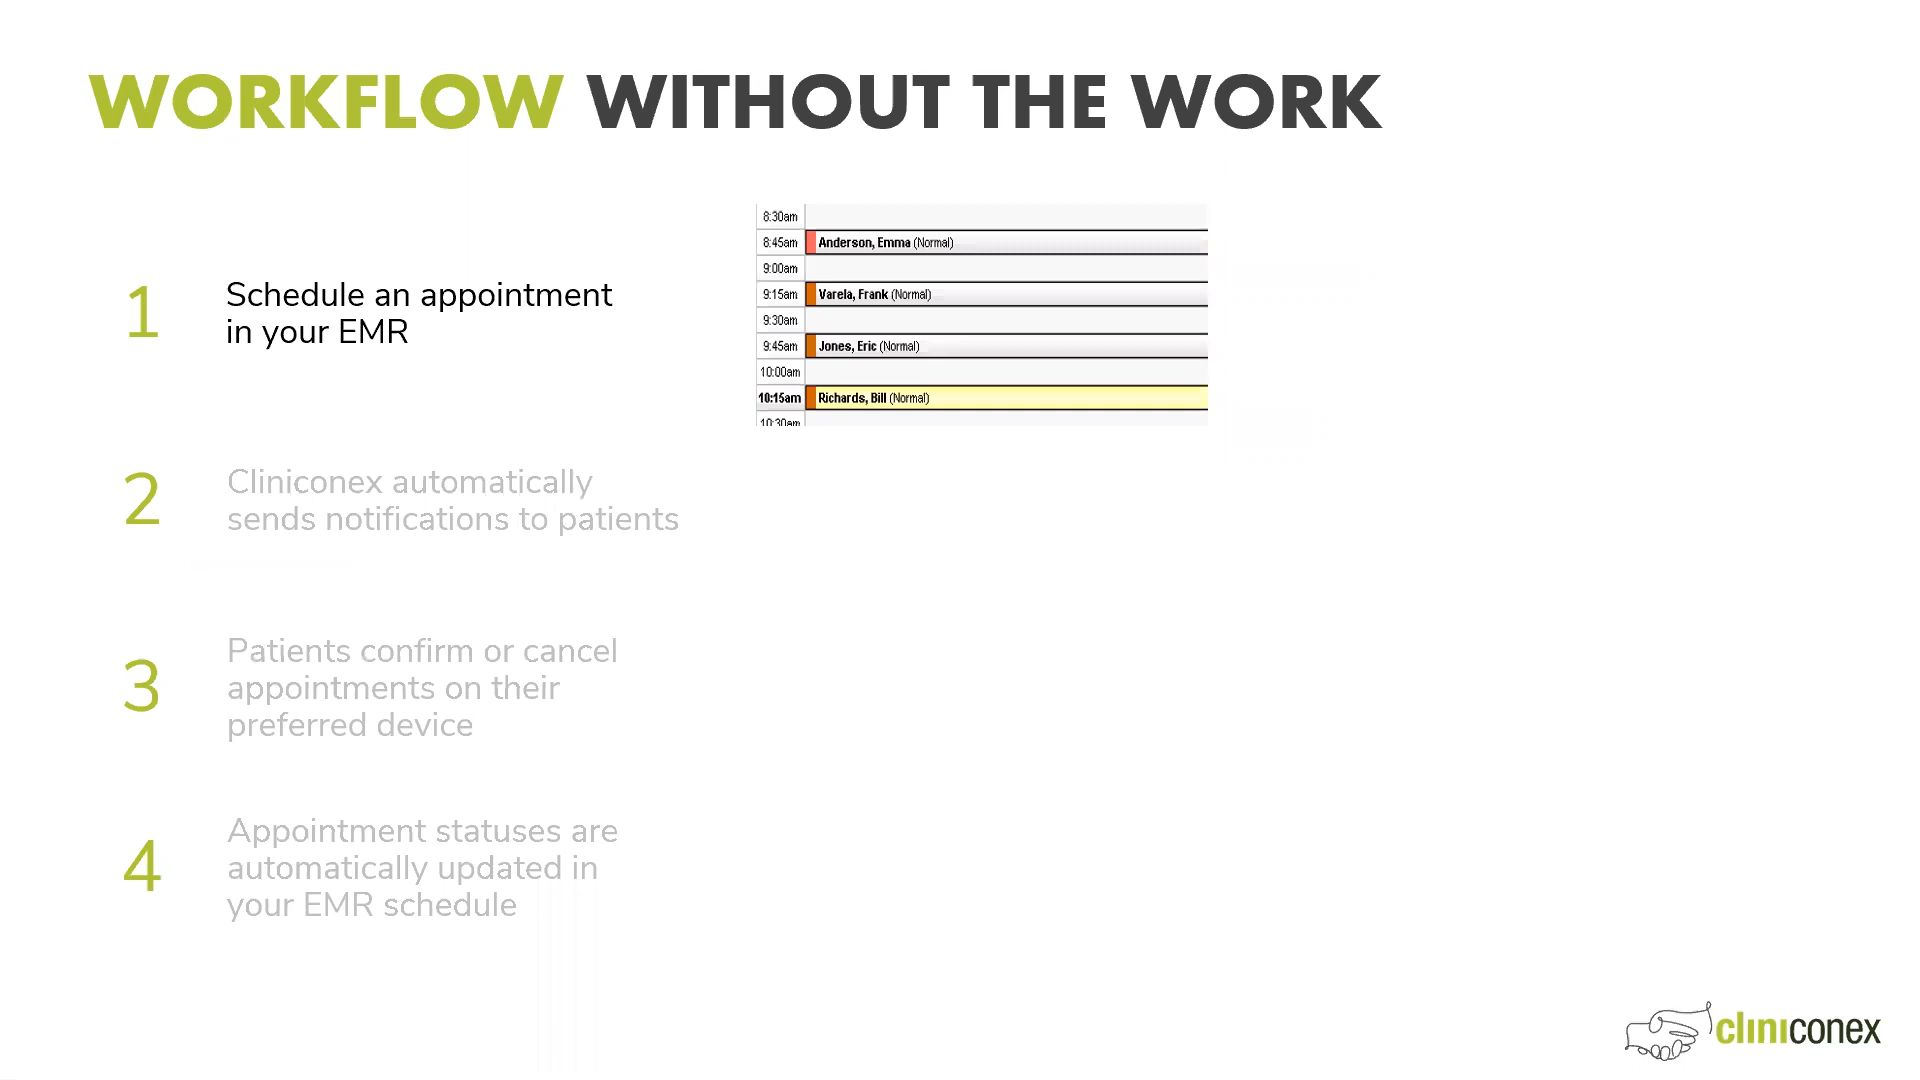 WORKFLOW WITHOUT THE WORK
1
Schedule an appointment
in your EMR
8:30am
8:45am Anderson, Emma (Normal)
9:00am
9:15am Varela, Frank (Normal)
9:30am
9:45am Jones, Eric (Normal)
10:00am
10:15am Richards, Bill (Normal)
10:30am
2
Cliniconex automatically
sends notifications to patients
3
Patients confirm or cancel
appointments on their
preferred device
4
Appointment statuses are
automatically updated in
your EMR schedule
cliniconex